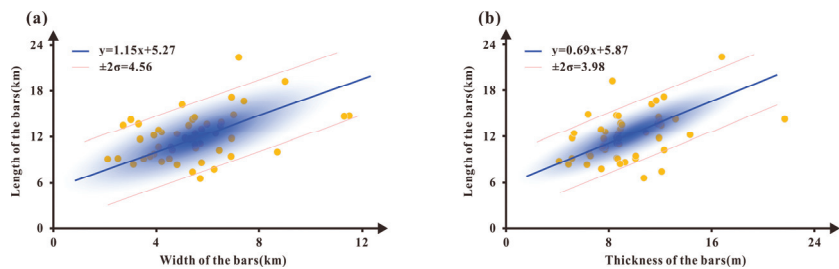 (a)
y=1.15x+5.27
±2σ=4.56
Length of the bars(km)
24
18
12
6
0
0
4
8
12
Width of the bars(km)
(b)
y=0.69x+5.87
±2σ=3.98
Length of the bars(km)
24
18
12
6
0
0
8
16
24
Thickness of the bars(m)